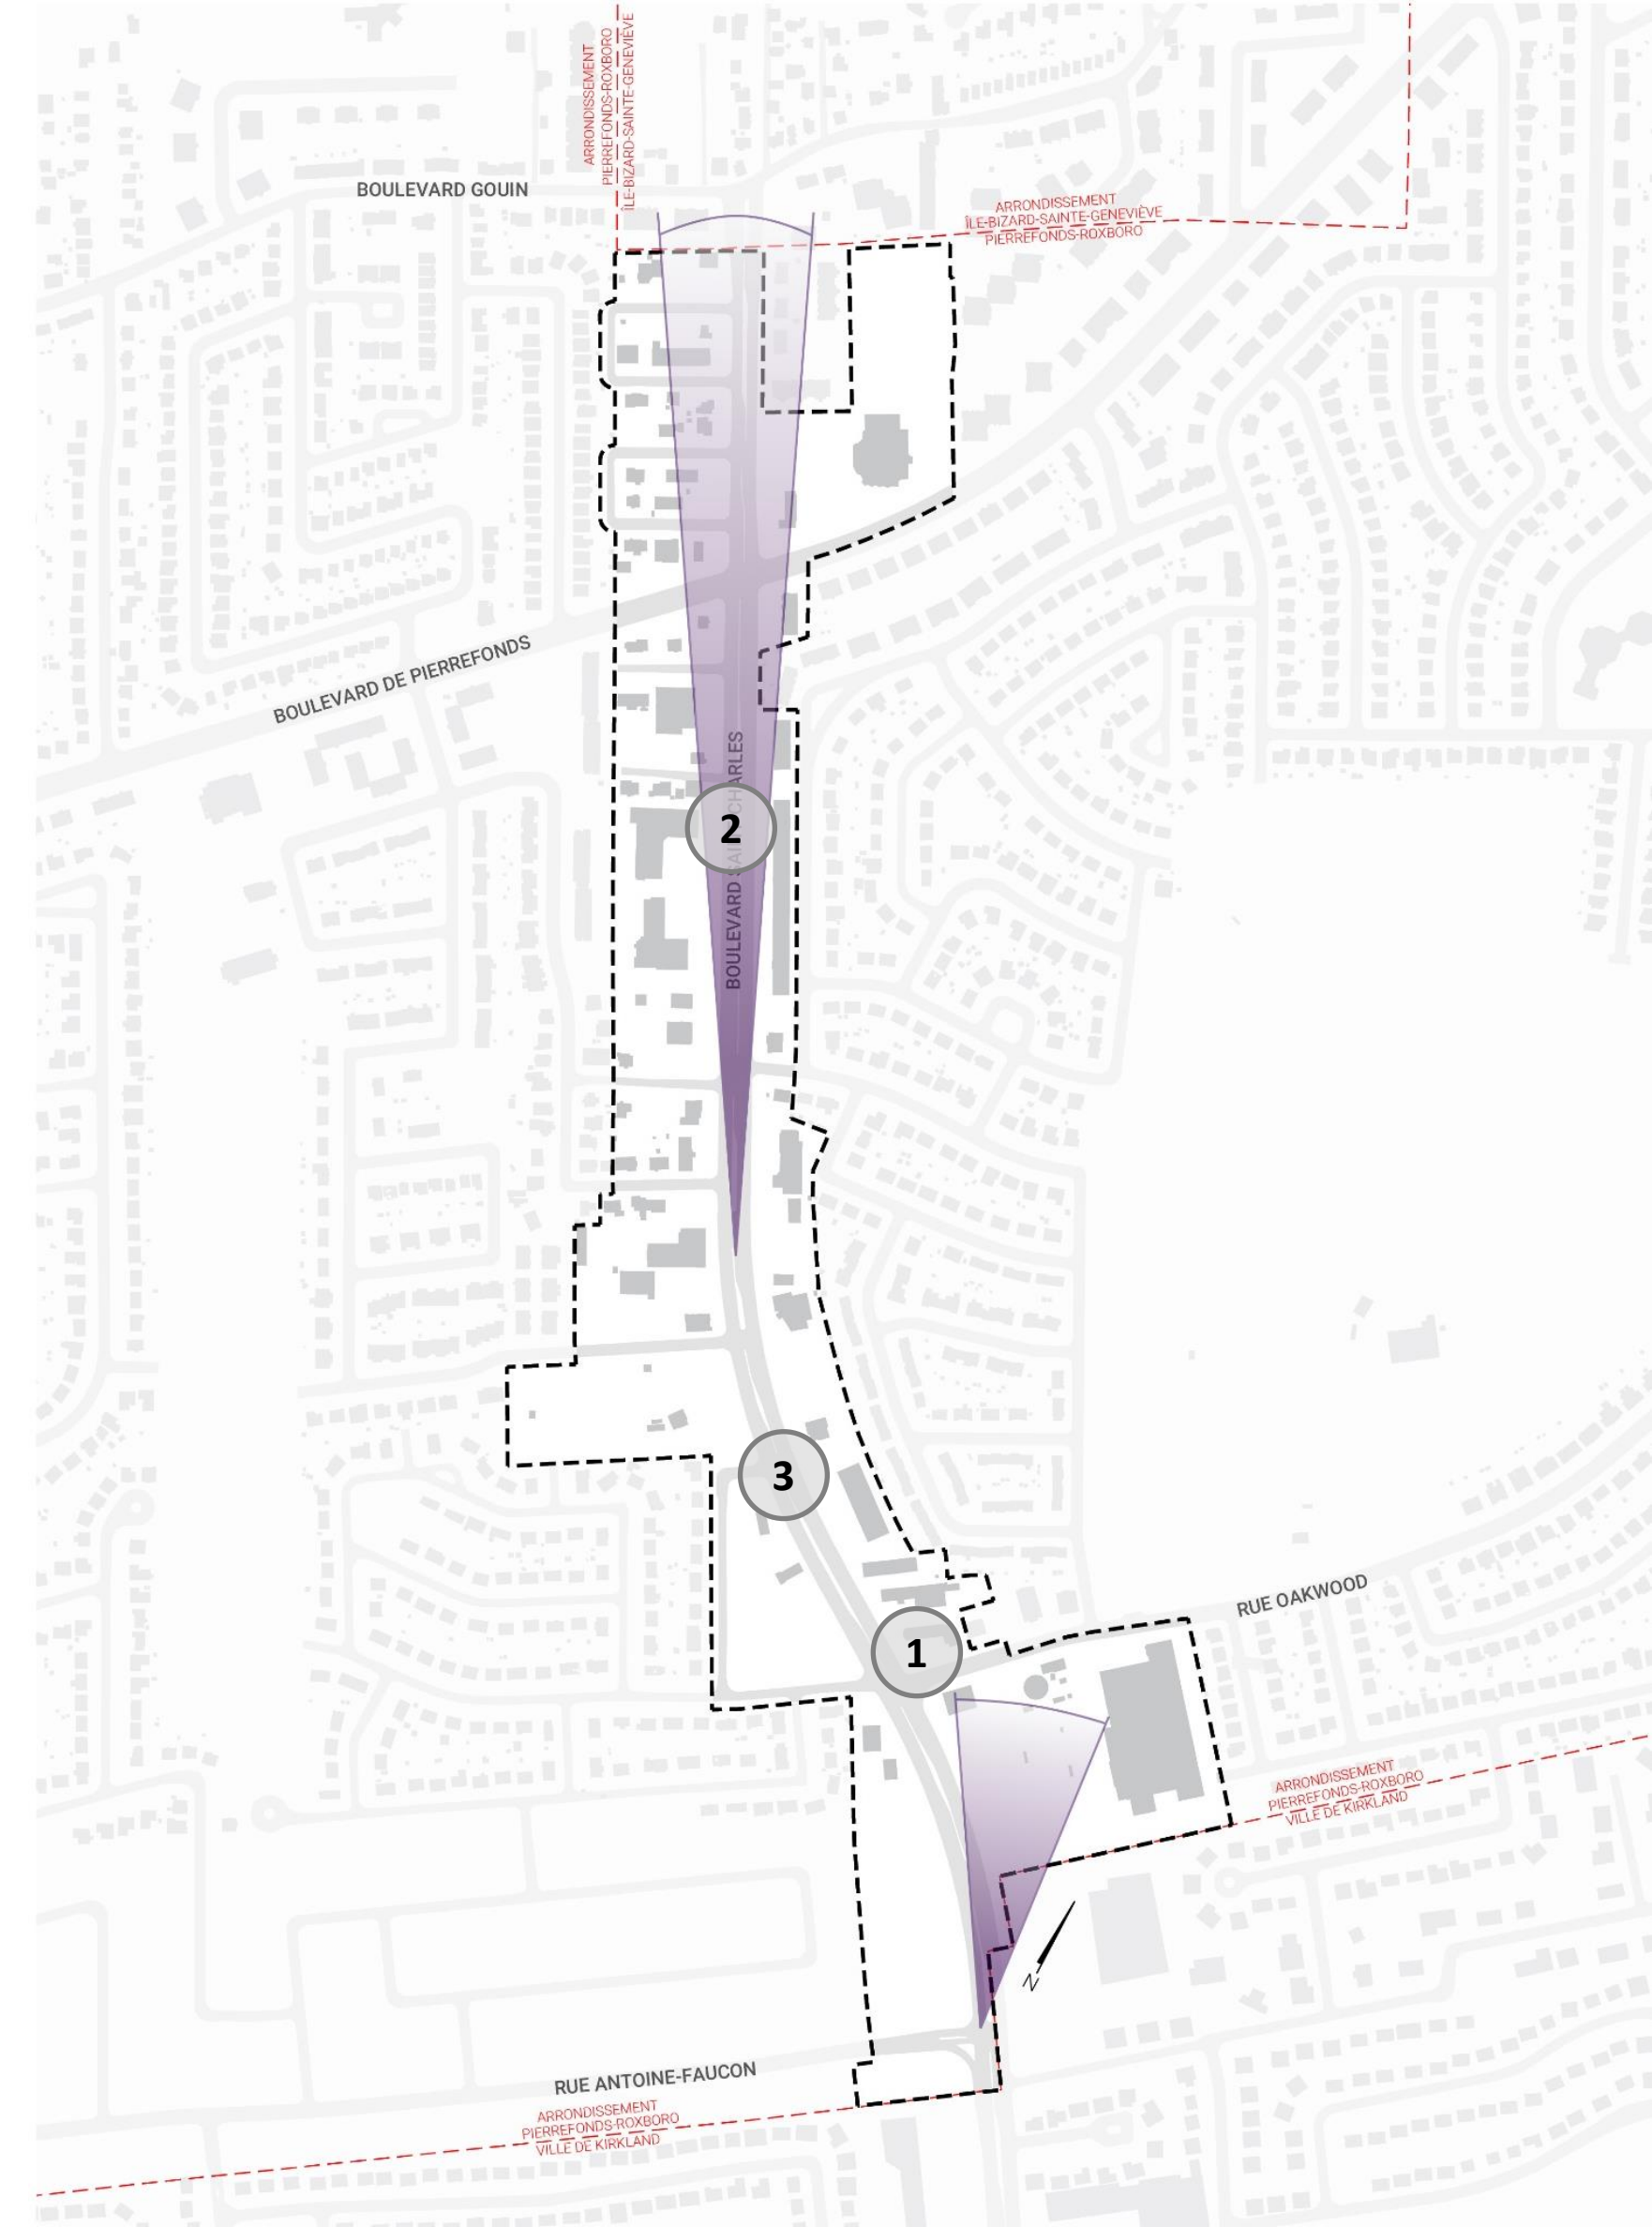 ARRONDISSEMENT
PIERREFONDS-ROXBORO
ÎLE-BIZARD-SAINTE-GENEVIÈVE
BOULEVARD GOUIN
ARRONDISSEMENT
ÎLE-BIZARD-SAINTE-GENEVIÈVE
PIERREFONDS-ROXBORO
BOULEVARD DE PIERREFONDS
BOULEVARD SAINT-CHARLES
2
3
RUE OAKWOOD
1
ARRONDISSEMENT
PIERREFONDS-ROXBORO
VILLE DE KIRKLAND
N
RUE ANTOINE-FAUCON
ARRONDISSEMENT
PIERREFONDS-ROXBORO
VILLE DE KIRKLAND